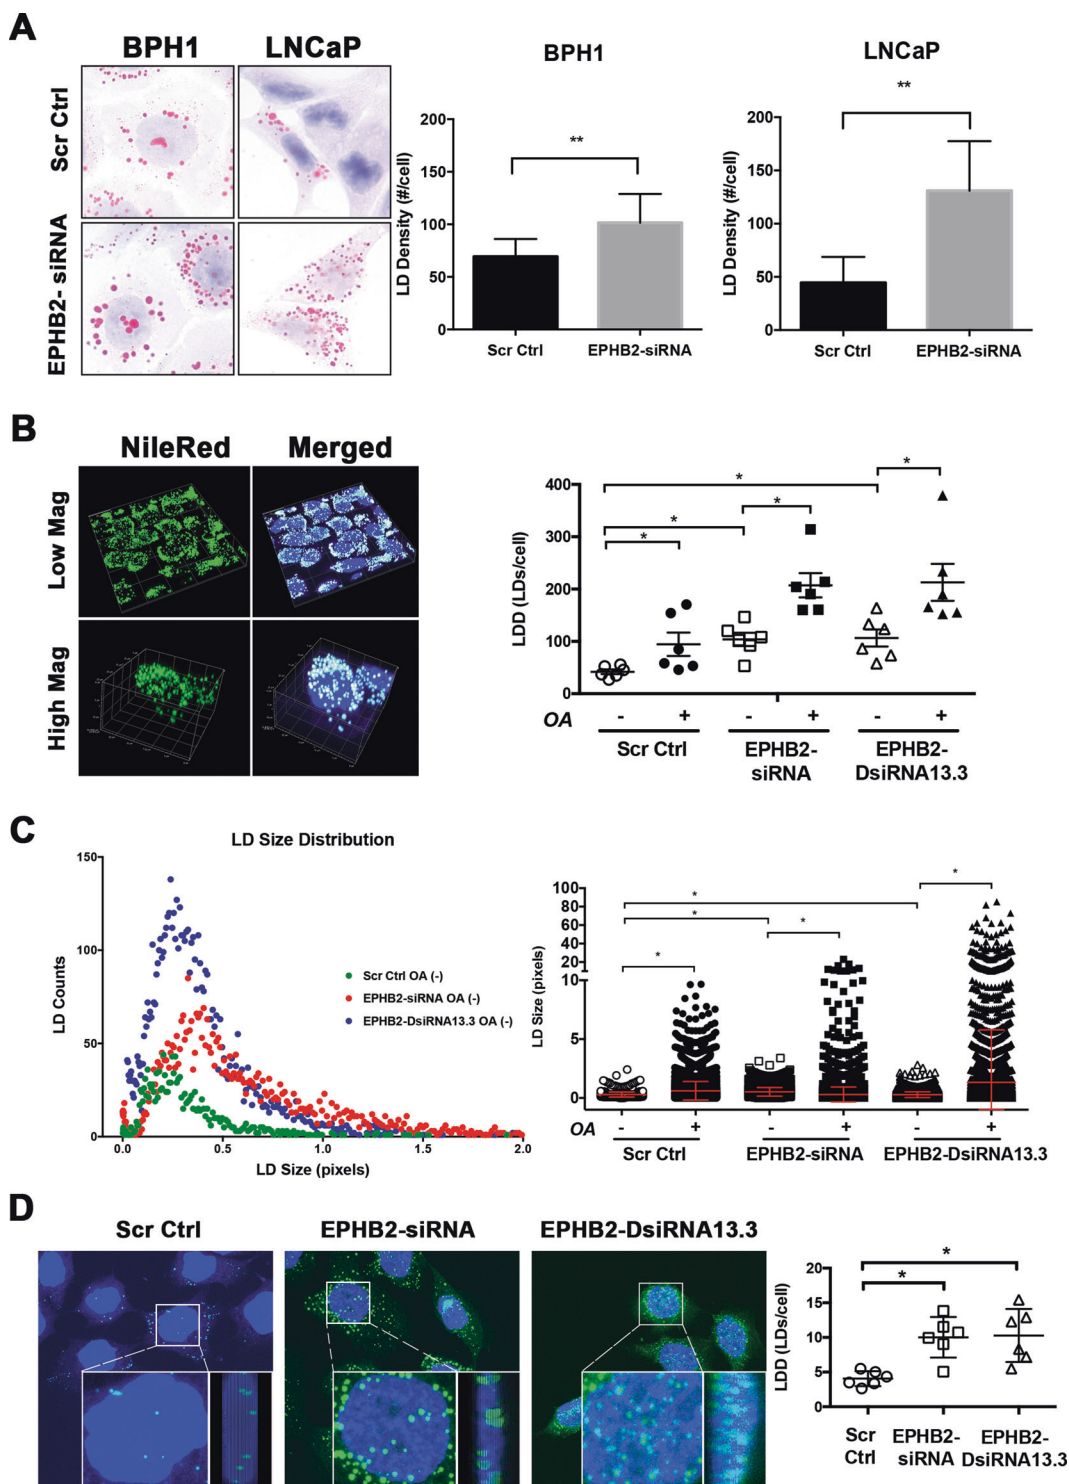 A
BPH1
LNCaP
Scr Ctrl
EPHB2- siRNA
BPH1
**
LD Density (#/cell)
200
150
100
50
0
Scr Ctrl
EPHB2-siRNA
LNCaP
**
LD Density (#/cell)
200
150
100
50
0
Scr Ctrl
EPHB2-siRNA
B
NileRed
Merged
Low Mag
High Mag
LDD (LDs/cell)
400
300
200
100
0
*
*
*
*
*
OA
-
+
-
+
-
+
Scr Ctrl
EPHB2-
siRNA
EPHB2-
DsiRNA13.3
C
LD Size Distribution
LD Counts
150
100
50
0
0.0
0.5
1.0
1.5
2.0
LD Size (pixels)
Scr Ctrl OA (-)
EPHB2-siRNA OA (-)
EPHB2-DsiRNA13.3 OA (-)
LD Size (pixels)
100
80
60
40
20
10
5
0
*
*
*
*
*
OA
-
+
-
+
-
+
Scr Ctrl
EPHB2-siRNA
EPHB2-DsiRNA13.3
D
Scr Ctrl
EPHB2-siRNA
EPHB2-DsiRNA13.3
LDD (LDs/cell)
20
15
10
5
0
*
*
Scr
Ctrl
EPHB2-
siRNA
EPHB2-
DsiRNA13.3